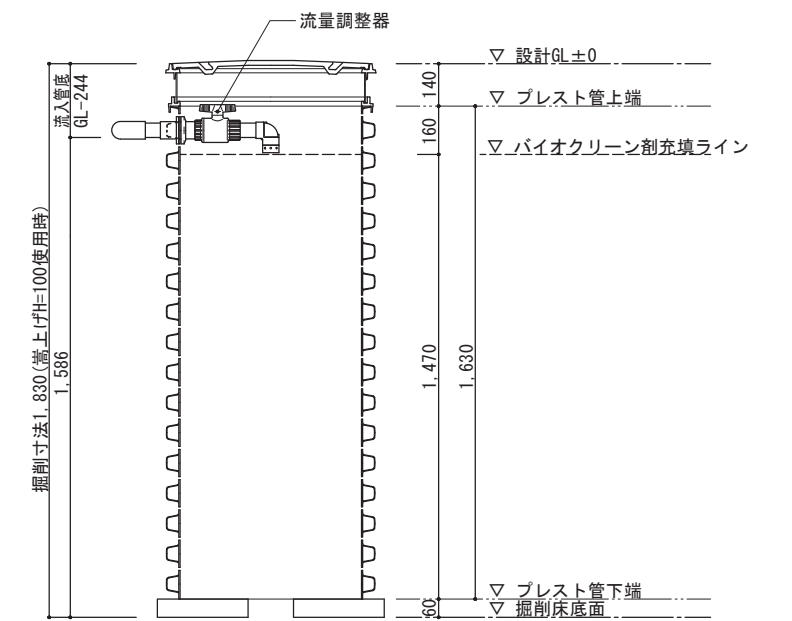 流量調整器
▽ 設計GL±0
140
流入管底
GL-244
▽ プレスト管上端
160
▽ バイオクリーン剤充填ライン
掘削寸法1,830(嵩上げH=100使用時)
1,586
1,470
1,630
▽ プレスト管下端
60
▽ 掘削床底面